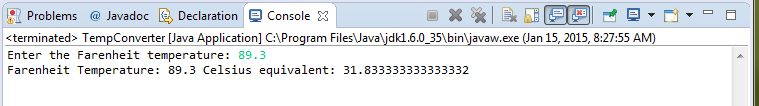 Problems @ Javadoc Declaration Console
<terminated> TempConverter [Java Application] C:\Program Files\Java\jdk1.6.0_35\bin\javaw.exe (Jan 15, 2015, 8:27:55 AM)
Enter the Farenheit temperature: 89.3
Farenheit Temperature: 89.3 Celsius equivalent: 31.833333333333332